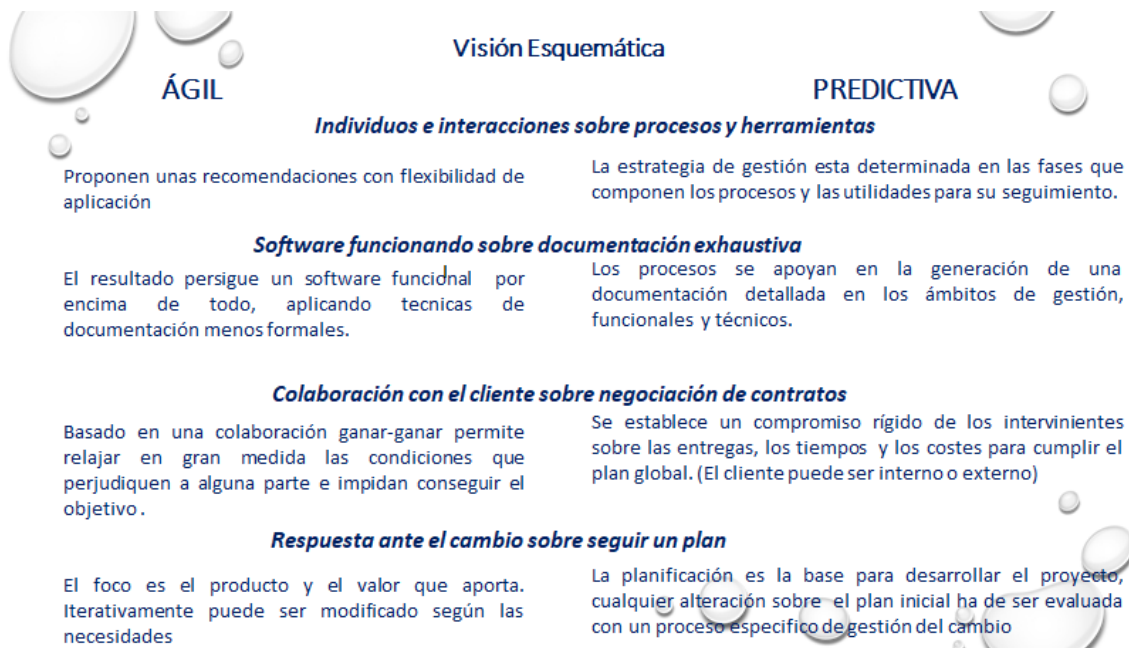 Visión Esquemática
ÁGIL
PREDICTIVA
Individuos e interacciones sobre procesos y herramientas
Proponen unas recomendaciones con flexibilidad de
aplicación
La estrategia de gestión esta determinada en las fases que
componen los procesos y las utilidades para su seguimiento.
Software funcionando sobre documentación exhaustiva
El resultado persigue un software funcional por
encima de todo, aplicando tecnicas de
documentación menos formales.
Los procesos se apoyan en la generación de una
documentación detallada en los ámbitos de gestión,
funcionales y técnicos.
Colaboración con el cliente sobre negociación de contratos
Basado en una colaboración ganar-ganar permite
relajar en gran medida las condiciones que
perjudiquen a alguna parte e impidan conseguir el
objetivo.
Se establece un compromiso rígido de los intervinientes
sobre las entregas, los tiempos y los costes para cumplir el
plan global. (El cliente puede ser interno o externo)
Respuesta ante el cambio sobre seguir un plan
El foco es el producto y el valor que aporta.
Iterativamente puede ser modificado según las
necesidades
La planificación es la base para desarrollar el proyecto,
cualquier alteración sobre el plan inicial ha de ser evaluada
con un proceso especifico de gestión del cambio